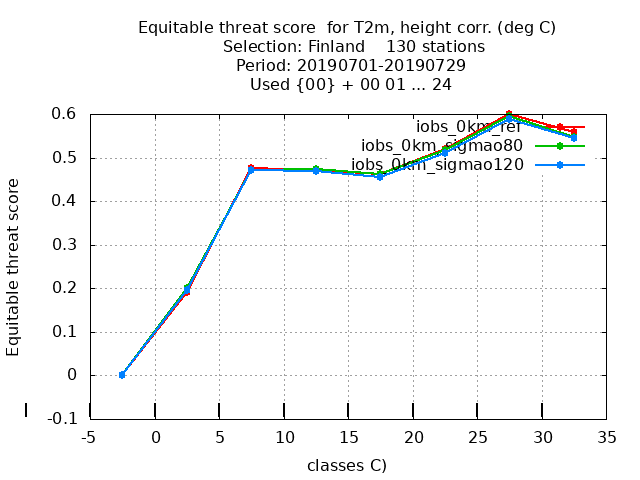 Equitable threat score  for T2m, height corr. (deg C)
Selection: Finland    130 stations
Period: 20190701-20190729
Used {00} + 00 01 ... 24
iobs_0km_ref
iobs_0km_sigmao80
iobs_0km_sigmao120
Equitable threat score
0.6
0.5
0.4
0.3
0.2
0.1
0
-0.1
-5 0 5 10 15 20 25 30 35
classes C)